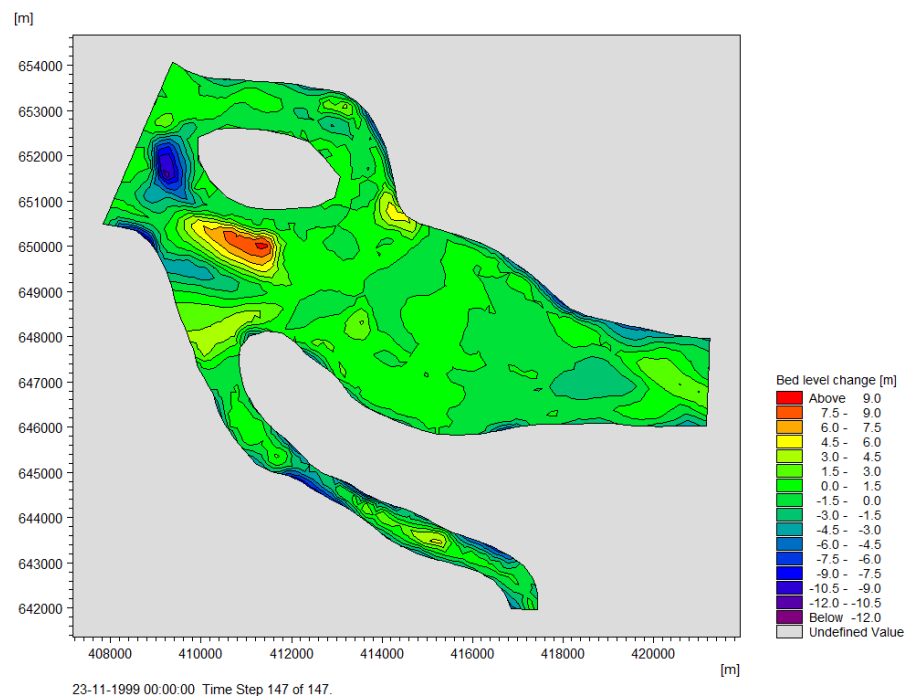 [m]
654000
653000
652000
651000
650000
649000
648000
647000
646000
645000
644000
643000
642000
408000 410000 412000 414000 416000 418000 420000
[m]
23-11-1999 00:00:00 Time Step 147 of 147.
Bed level change [m]
Above 9.0
7.5 - 9.0
6.0 - 7.5
4.5 - 6.0
3.0 - 4.5
1.5 - 3.0
0.0 - 1.5
-1.5 - 0.0
-3.0 - -1.5
-4.5 - -3.0
-6.0 - -4.5
-7.5 - -6.0
-9.0 - -7.5
-10.5 - -9.0
-12.0 - -10.5
Below -12.0
Undefined Value